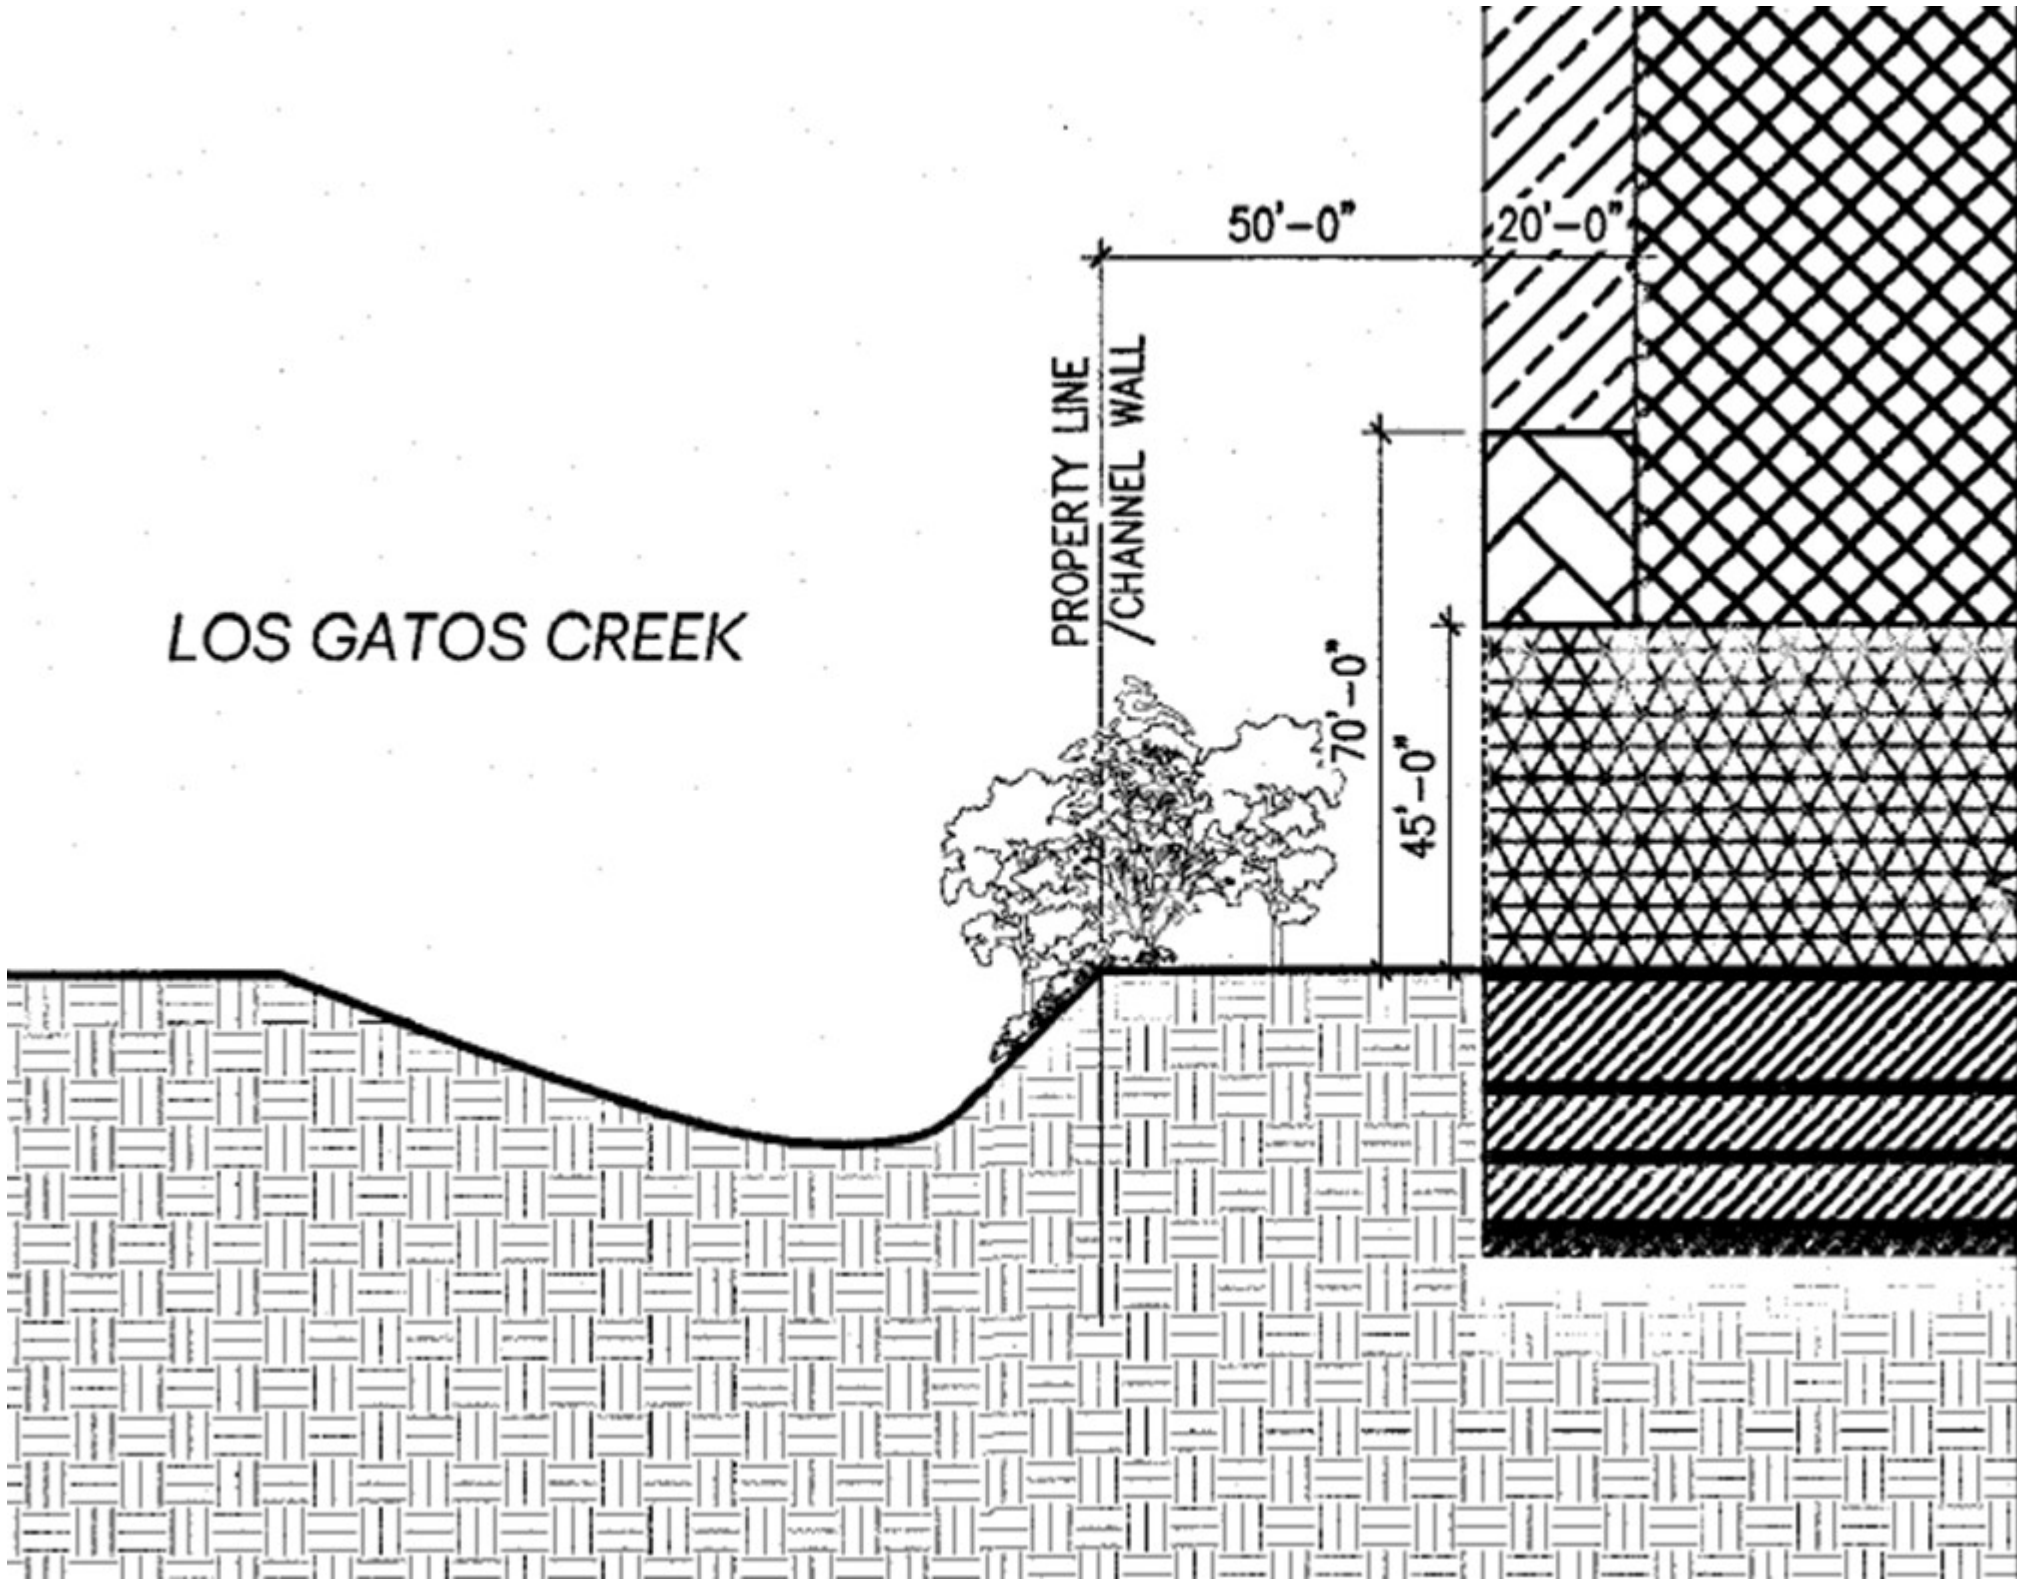 50'-0"
20'-0"
PROPERTY LINE
/CHANNEL WALL
LOS GATOS CREEK
70'-0"
45'-0"